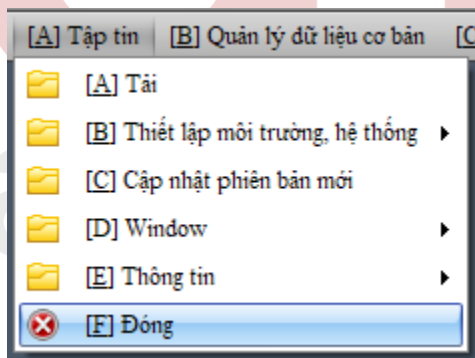 [A] Tập tin [B] Quản lý dữ liệu cơ bản [C
[A] Tải
[B] Thiết lập môi trường, hệ thống
[C] Cập nhật phiên bản mới
[D] Window
[E] Thông tin
[F] Đóng